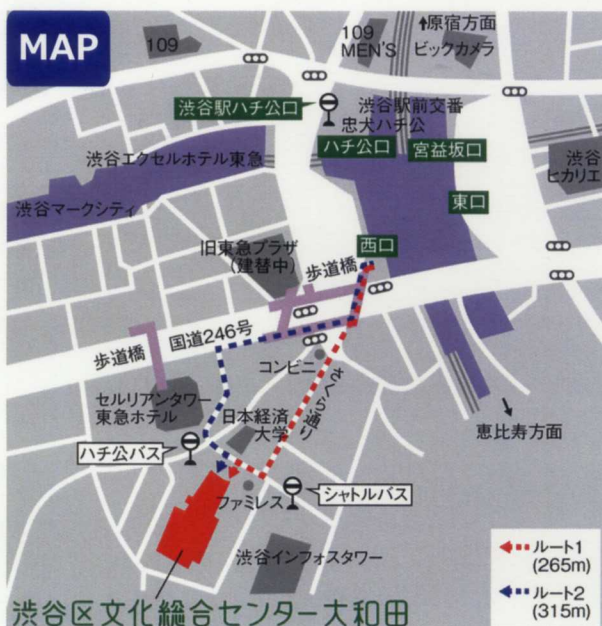 MAP
109
109
MEN'S
↑原宿方面
ビックカメラ
渋谷駅ハチ公口
渋谷駅前交番
忠犬ハチ公
ハチ公口
宮益坂口
渋谷
ヒカリエ
渋谷エクセルホテル東急
渋谷マークシティ
東口
西口
旧東急プラザ
(建替中)
歩道橋
国道246号
歩道橋
コンビニ
さくら通り
セルリアンタワー
東急ホテル
日本経済
大学
恵比寿方面
ハチ公バス
ファミレス
シャトルバス
渋谷インフォスタワー
渋谷区文化総合センター大和田
ルート1
(265m)
ルート2
(315m)